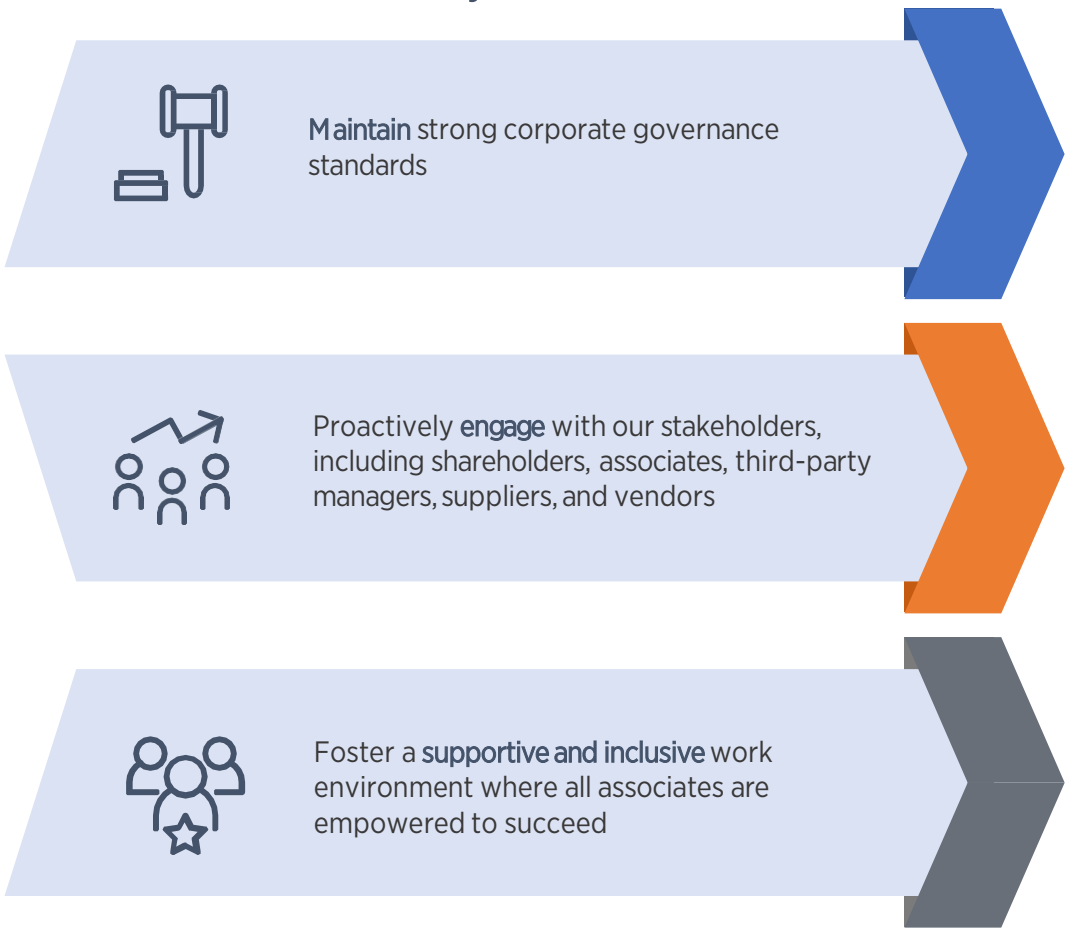 Maintain strong corporate governance
standards
Proactively engage with our stakeholders,
including shareholders, associates, third-party
managers, suppliers, and vendors
Foster a supportive and inclusive work
environment where all associates are
empowered to succeed